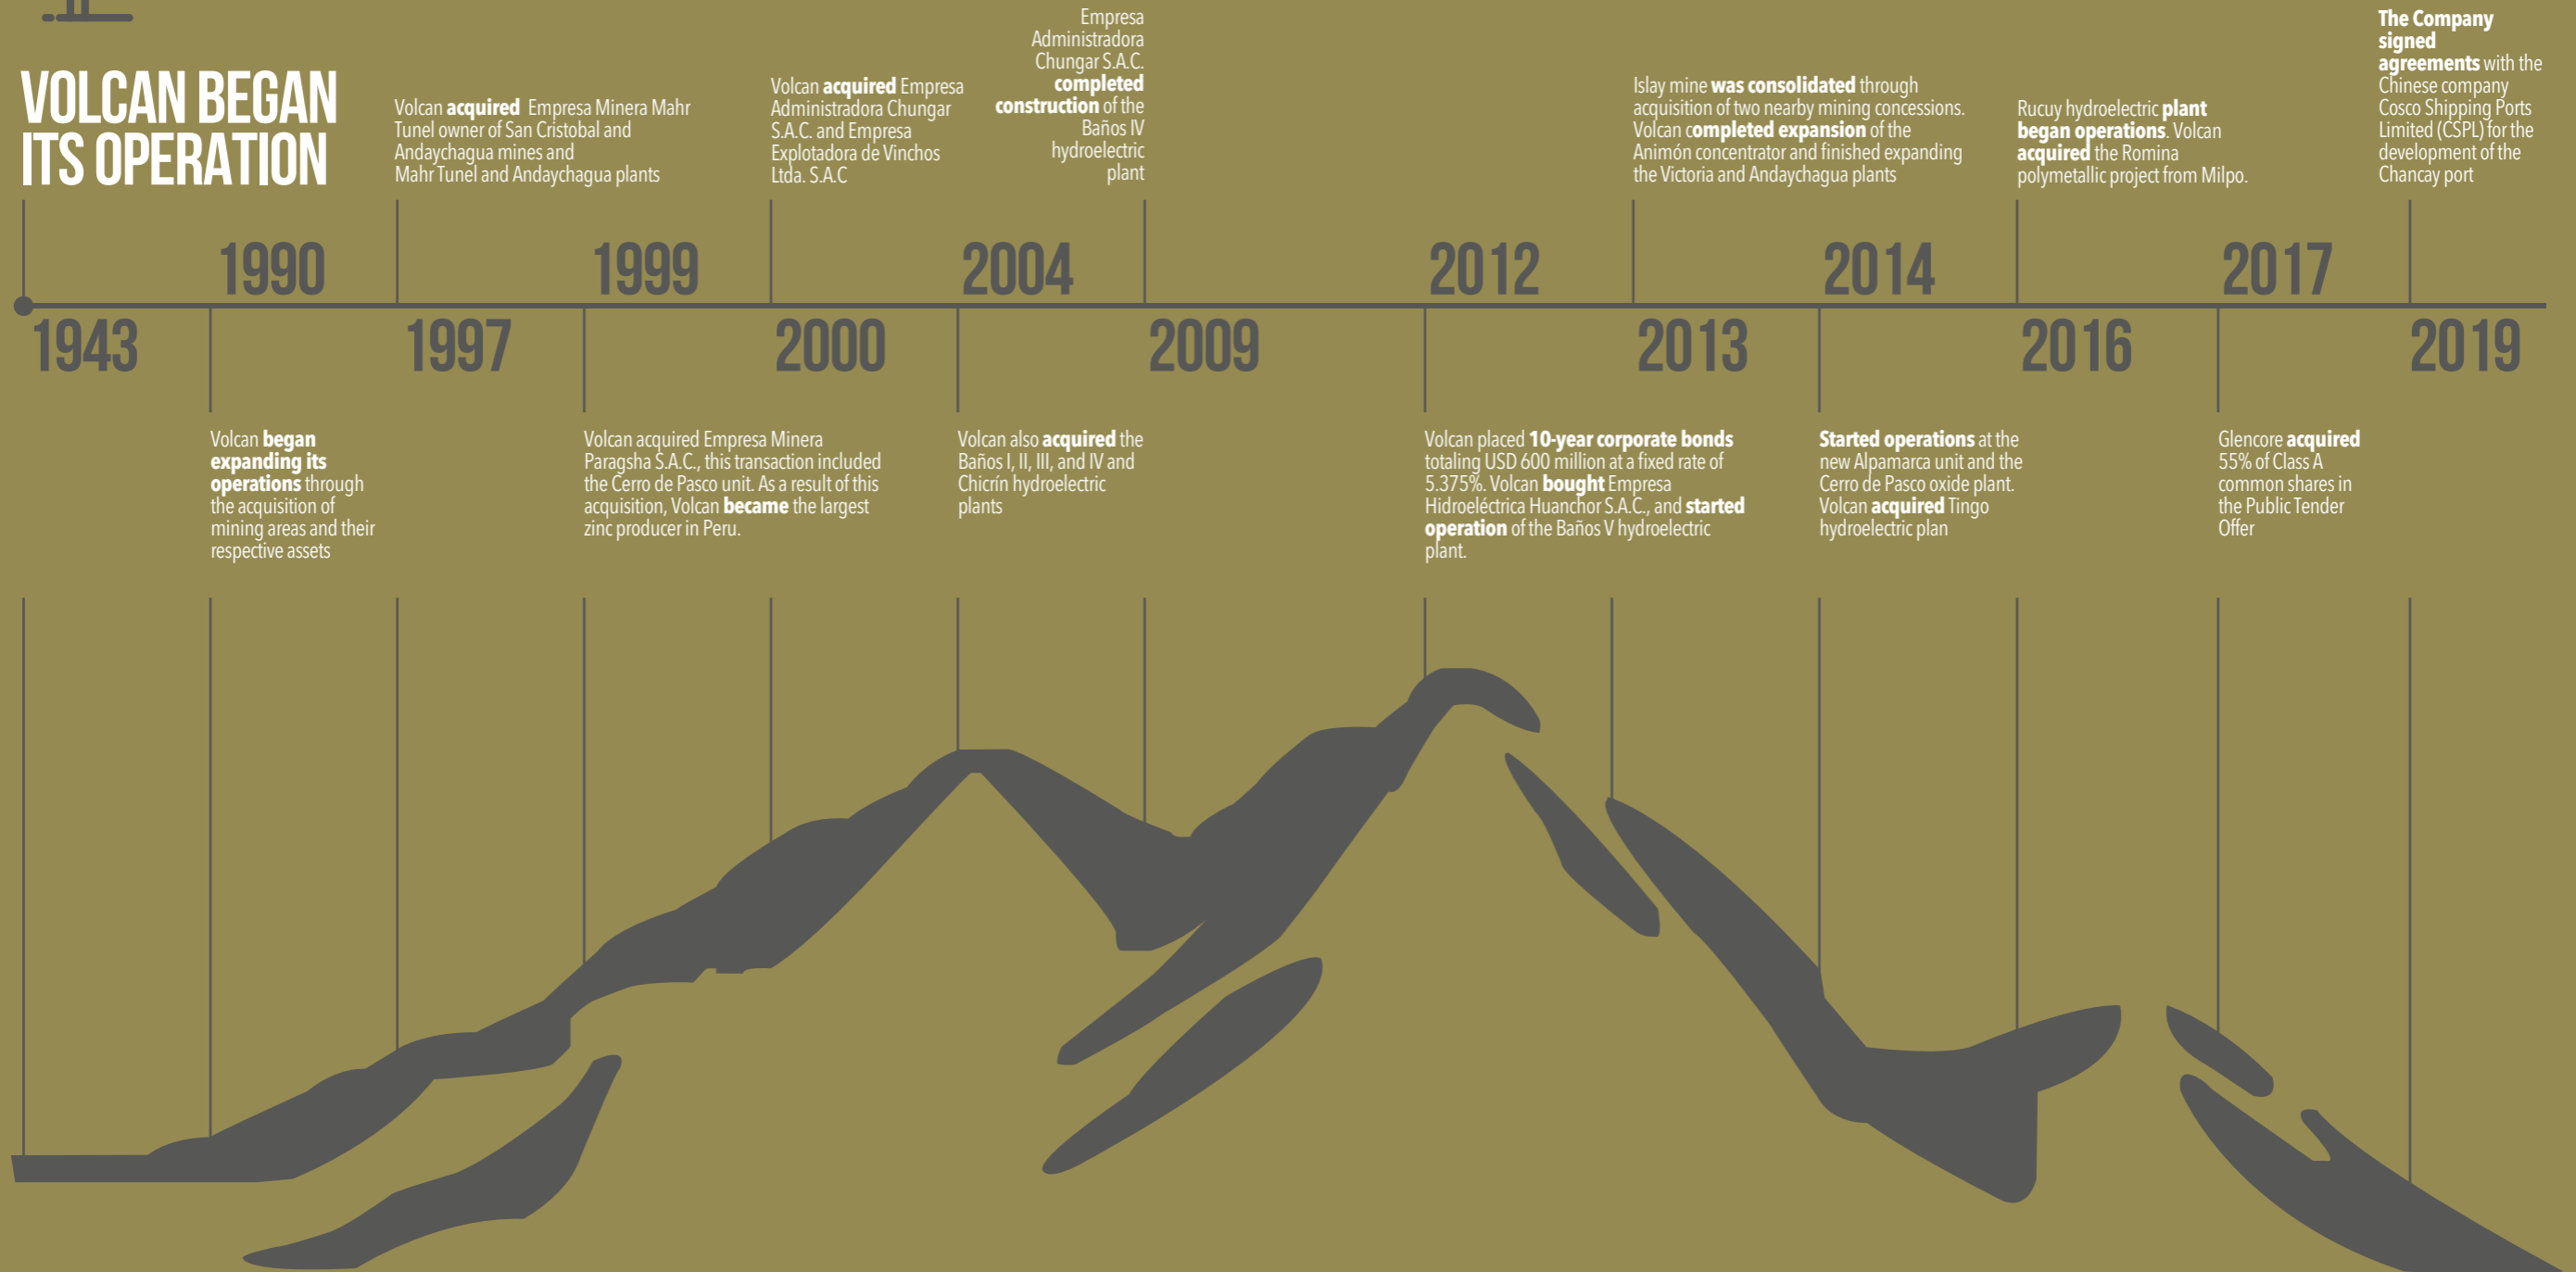 VOLCAN BEGAN
ITS OPERATION
1943
1990
Volcan began
expanding its
operations through
the acquisition of
mining areas and their
respective assets
Volcan acquired Empresa Minera Mahr
Tunel owner of San Cristobal and
Andaychagua mines and
Mahr Tunel and Andaychagua plants
1997
1999
Volcan acquired Empresa Minera
Paragsha S.A.C., this transaction included
the Cerro de Pasco unit. As a result of this
acquisition, Volcan became the largest
zinc producer in Peru.
Volcan acquired Empresa
Administradora Chungar
S.A.C. and Empresa
Explotadora de Vinchos
Ltda. S.A.C
2000
2004
Volcan also acquired the
Baños I, II, III, and IV and
Chicrín hydroelectric
plants
Empresa
Administradora
Chungar S.A.C.
completed
construction of the
Baños IV
hydroelectric
plant
2009
2012
Volcan placed 10-year corporate bonds
totaling USD 600 million at a fixed rate of
5.375%. Volcan bought Empresa
Hidroeléctrica Huanchor S.A.C., and started
operation of the Baños V hydroelectric
plant.
Islay mine was consolidated through
acquisition of two nearby mining concessions.
Volcan completed expansion of the
Animón concentrator and finished expanding
the Victoria and Andaychagua plants
2013
2014
Started operations at the
new Alpamarca unit and the
Cerro de Pasco oxide plant.
Volcan acquired Tingo
hydroelectric plan
Rucuy hydroelectric plant
began operations. Volcan
acquired the Romina
polymetallic project from Milpo.
2016
2017
Glencore acquired
55% of Class A
common shares in
the Public Tender
Offer
The Company
signed
agreements with the
Chinese company
Cosco Shipping Ports
Limited (CSPL) for the
development of the
Chancay port
2019